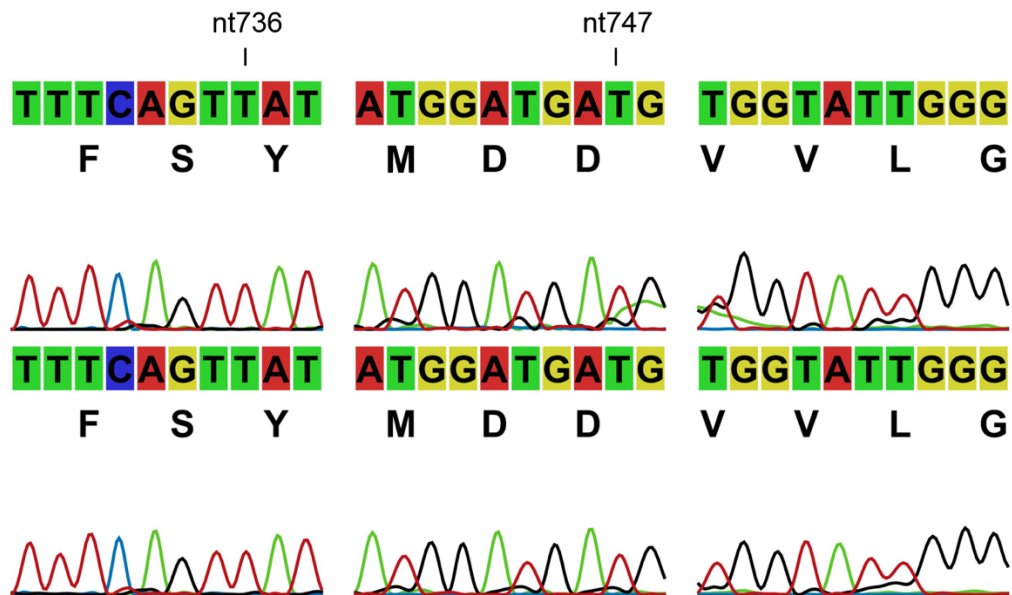 nt736 nt747
TTTCAGTTAT ATGGATGATG TGGTATTGGG
F S Y M D D V V L G
TTTCAGTTAT ATGGATGATG TGGTATTGGG
F S Y M D D V V L G